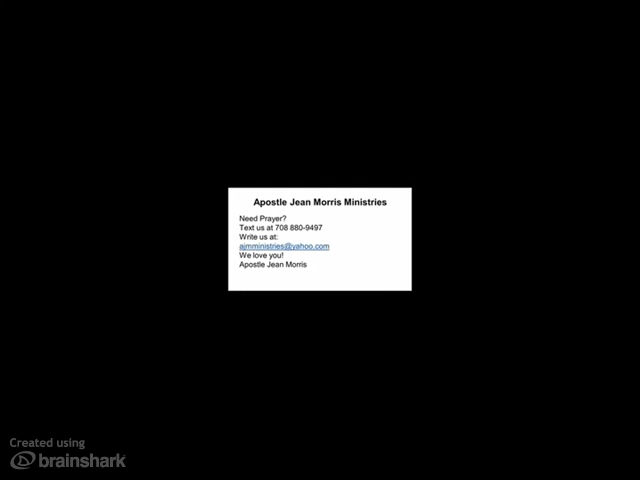 Apostle Jean Morris Ministries
Need Prayer?
Text us at 708 880-9497
Write us at:
ajmministries@yahoo.com
We love you!
Apostle Jean Morris
Created using
brainshark